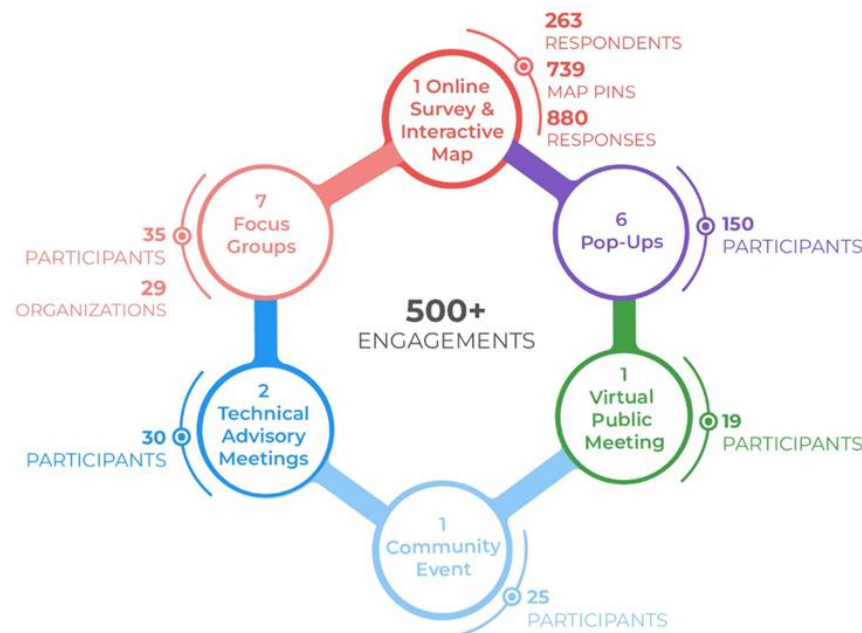 263
RESPONDENTS
739
MAP PINS
880
RESPONSES
1 Online
Survey &
Interactive
Map
7
Focus
Groups
35
PARTICIPANTS
29
ORGANIZATIONS
6
Pop-Ups
150
PARTICIPANTS
500+
ENGAGEMENTS
2
Technical
Advisory
Meetings
30
PARTICIPANTS
1
Virtual
Public
Meeting
19
PARTICIPANTS
1
Community
Event
25
PARTICIPANTS